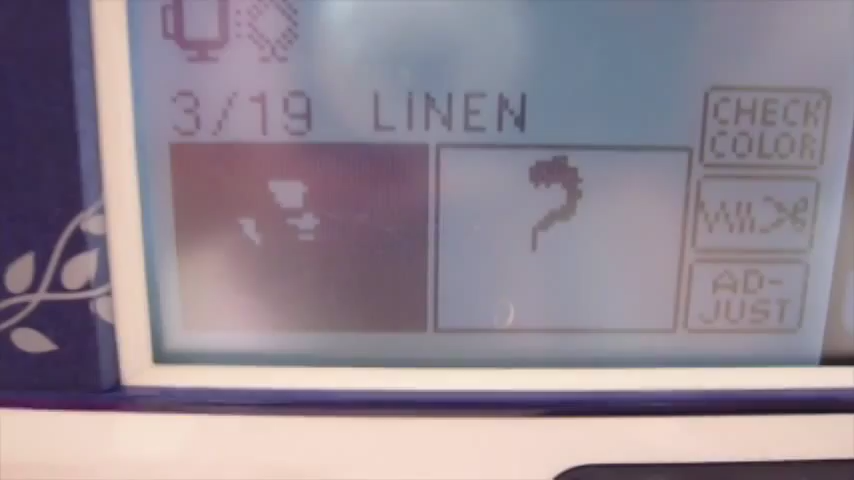 3/19 LINEN
CHECK
COLOR
AD-
JUST